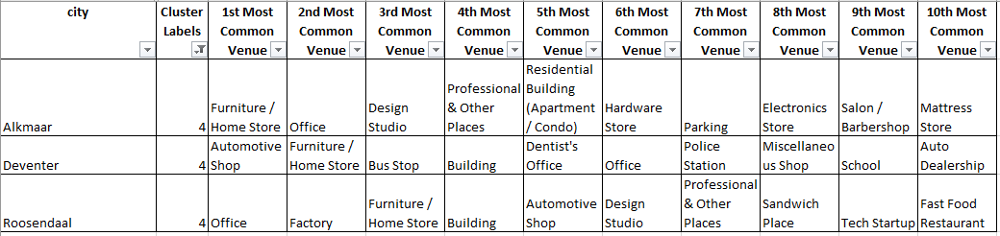 city Cluster Labels 1st Most Common Venue 2nd Most Common Venue 3rd Most Common Venue 4th Most Common Venue 5th Most Common Venue 6th Most Common Venue 7th Most Common Venue 8th Most Common Venue 9th Most Common Venue 10th Most Common Venue
Alkmaar 4 Furniture / Home Store Office Design Studio Professional & Other Places Residential Building (Apartment / Condo) Hardware Store Parking Electronics Store Salon / Barbershop Mattress Store
Deventer 4 Automotive Shop Furniture / Home Store Bus Stop Building Dentist's Office Office Police Station Miscellaneous Shop School Auto Dealership
Roosendaal 4 Office Factory Furniture / Home Store Building Automotive Shop Design Studio Professional & Other Places Sandwich Place Tech Startup Fast Food Restaurant